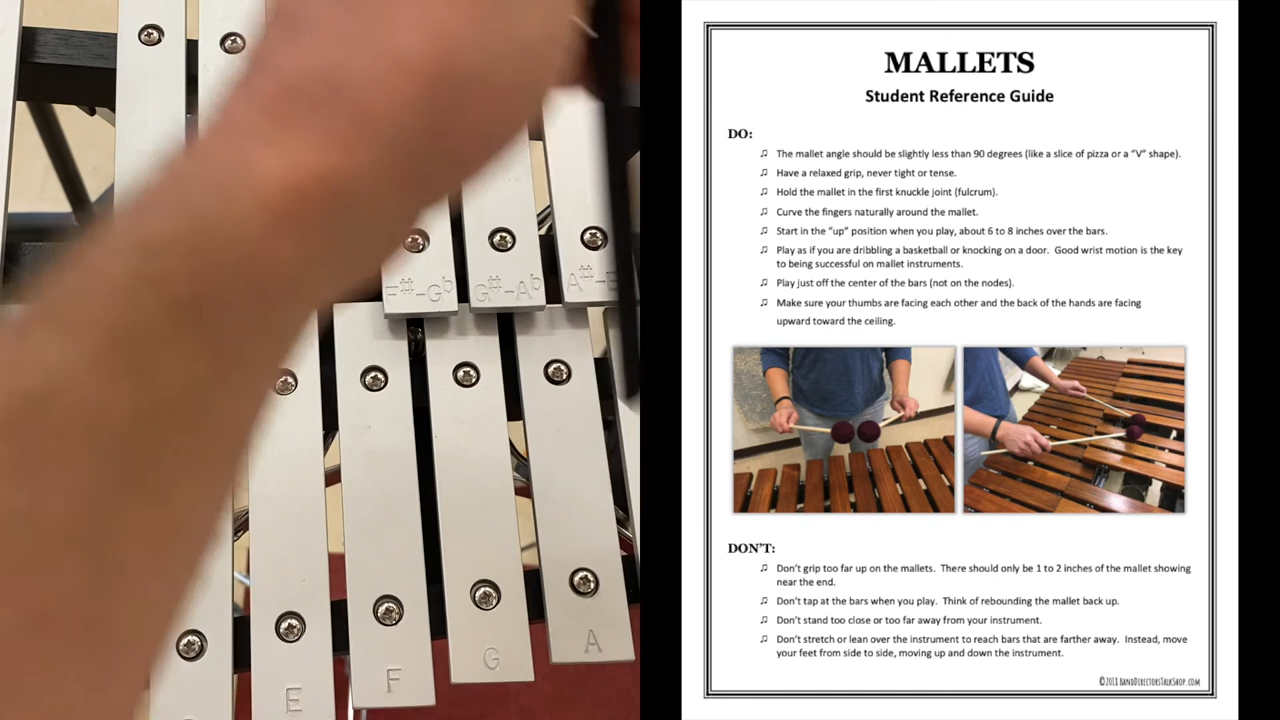 F#-Gb
G#-Ab
A#-
E
F
G
A
MALLETS
Student Reference Guide
DO:
♫ The mallet angle should be slightly less than 90 degrees (like a slice of pizza or a "V" shape).
♫ Have a relaxed grip, never tight or tense.
♫ Hold the mallet in the first knuckle joint (fulcrum).
♫ Curve the fingers naturally around the mallet.
♫ Start in the "up" position when you play, about 6 to 8 inches over the bars.
♫ Play as if you are dribbling a basketball or knocking on a door. Good wrist motion is the key
to being successful on mallet instruments.
♫ Play just off the center of the bars (not on the nodes).
♫ Make sure your thumbs are facing each other and the back of the hands are facing
upward toward the ceiling.
DON'T:
♫ Don't grip too far up on the mallets. There should only be 1 to 2 inches of the mallet showing
near the end.
♫ Don't tap at the bars when you play. Think of rebounding the mallet back up.
♫ Don't stand too close or too far away from your instrument.
♫ Don't stretch or lean over the instrument to reach bars that are farther away. Instead, move
your feet from side to side, moving up and down the instrument.
©2018 BANDDIRECTORSTALKSHOP.COM